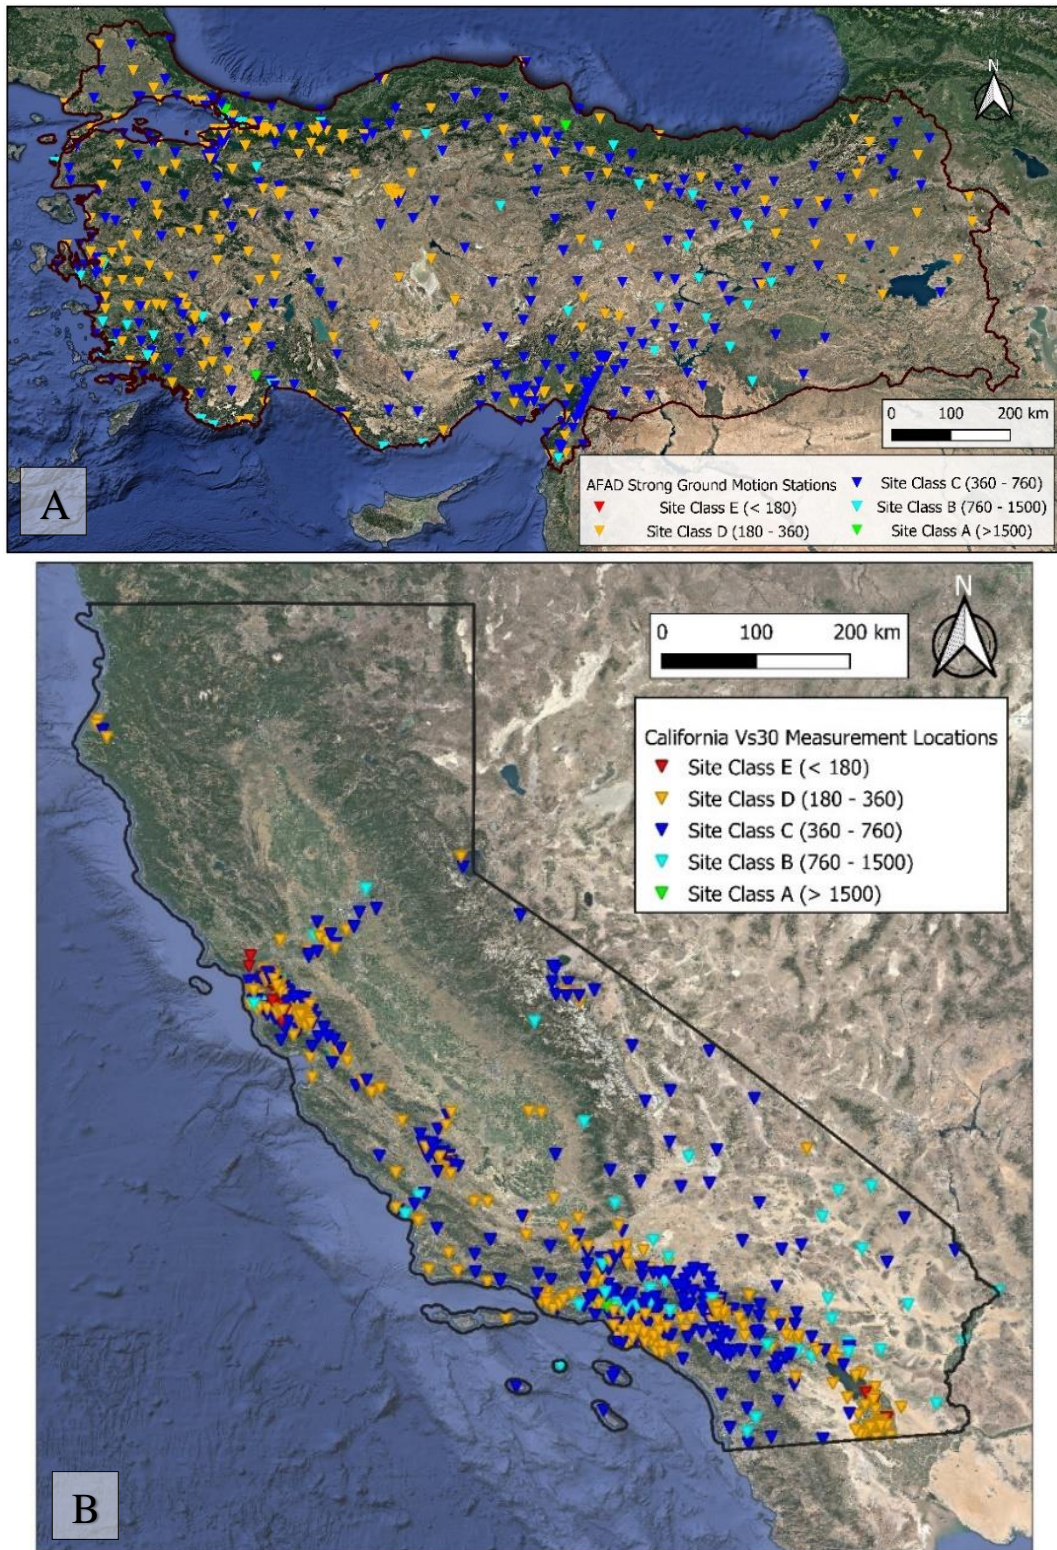 N
0 100 200 km
AFAD Strong Ground Motion Stations
Site Class E (< 180)
Site Class D (180 - 360)
Site Class C (360 - 760)
Site Class B (760 - 1500)
Site Class A (>1500)
A
N
0 100 200 km
California Vs30 Measurement Locations
Site Class E (< 180)
Site Class D (180 - 360)
Site Class C (360 - 760)
Site Class B (760 - 1500)
Site Class A (> 1500)
B